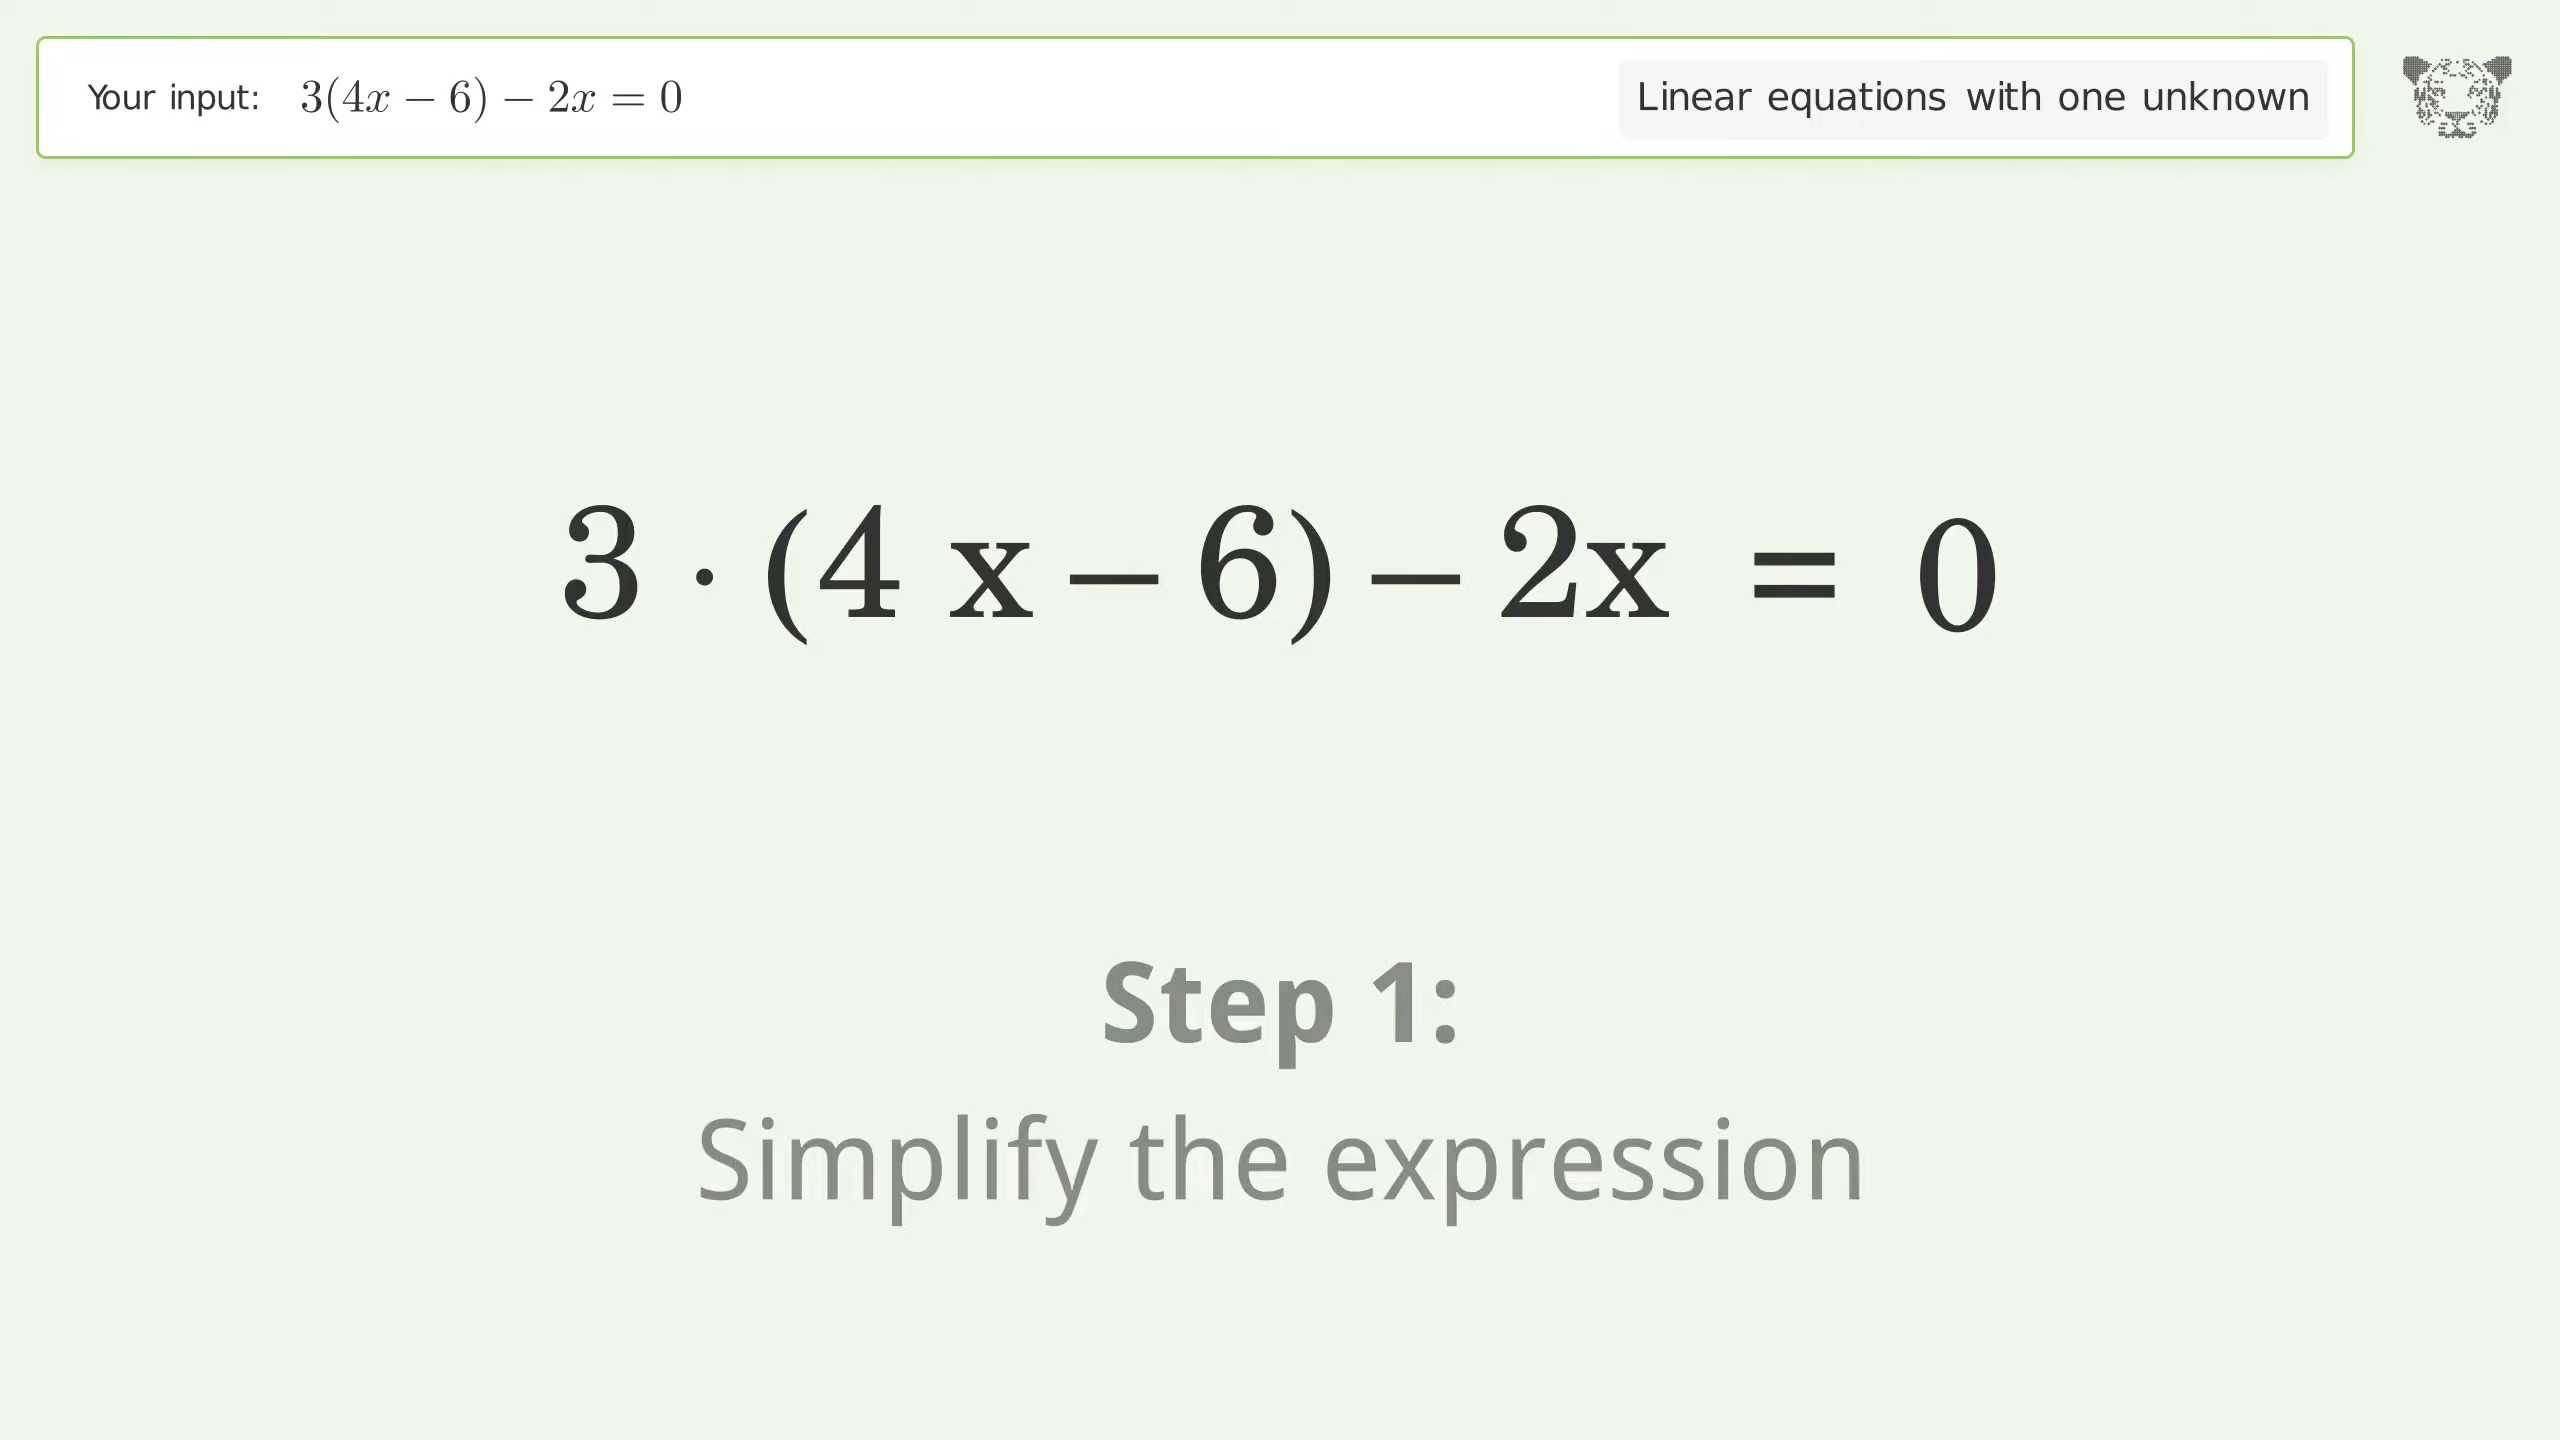 Your input: 3(4x − 6) − 2x = 0 Linear equations with one unknown
3 · (4 x − 6) − 2x = 0
Step 1:
Simplify the expression